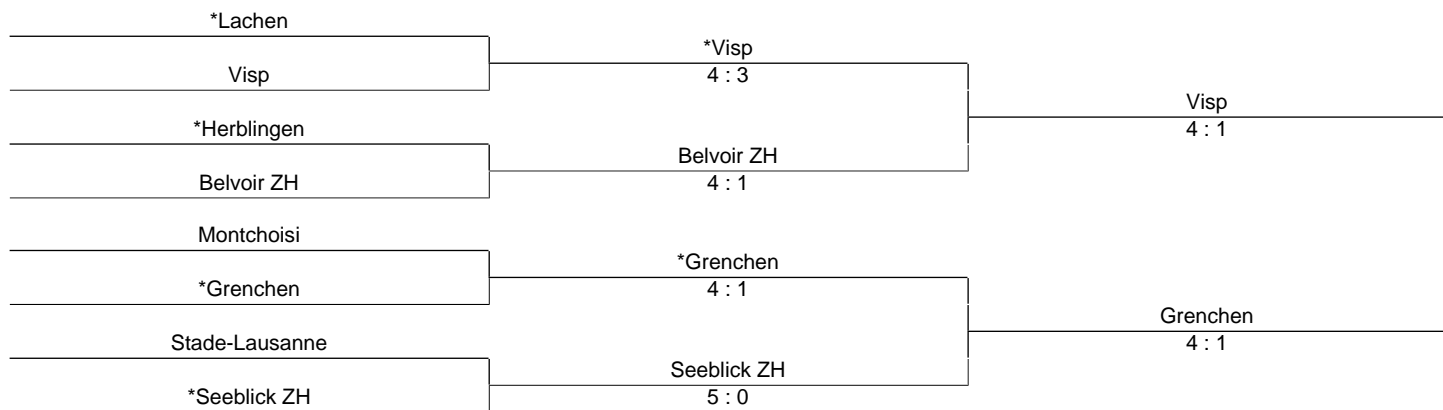 *Lachen
Visp
*Herblingen
Belvoir ZH
Montchoisi
*Grenchen
Stade-Lausanne
*Seeblick ZH
*Visp
4 : 3
Belvoir ZH
4 : 1
*Grenchen
4 : 1
Seeblick ZH
5 : 0
Visp
4 : 1
Grenchen
4 : 1